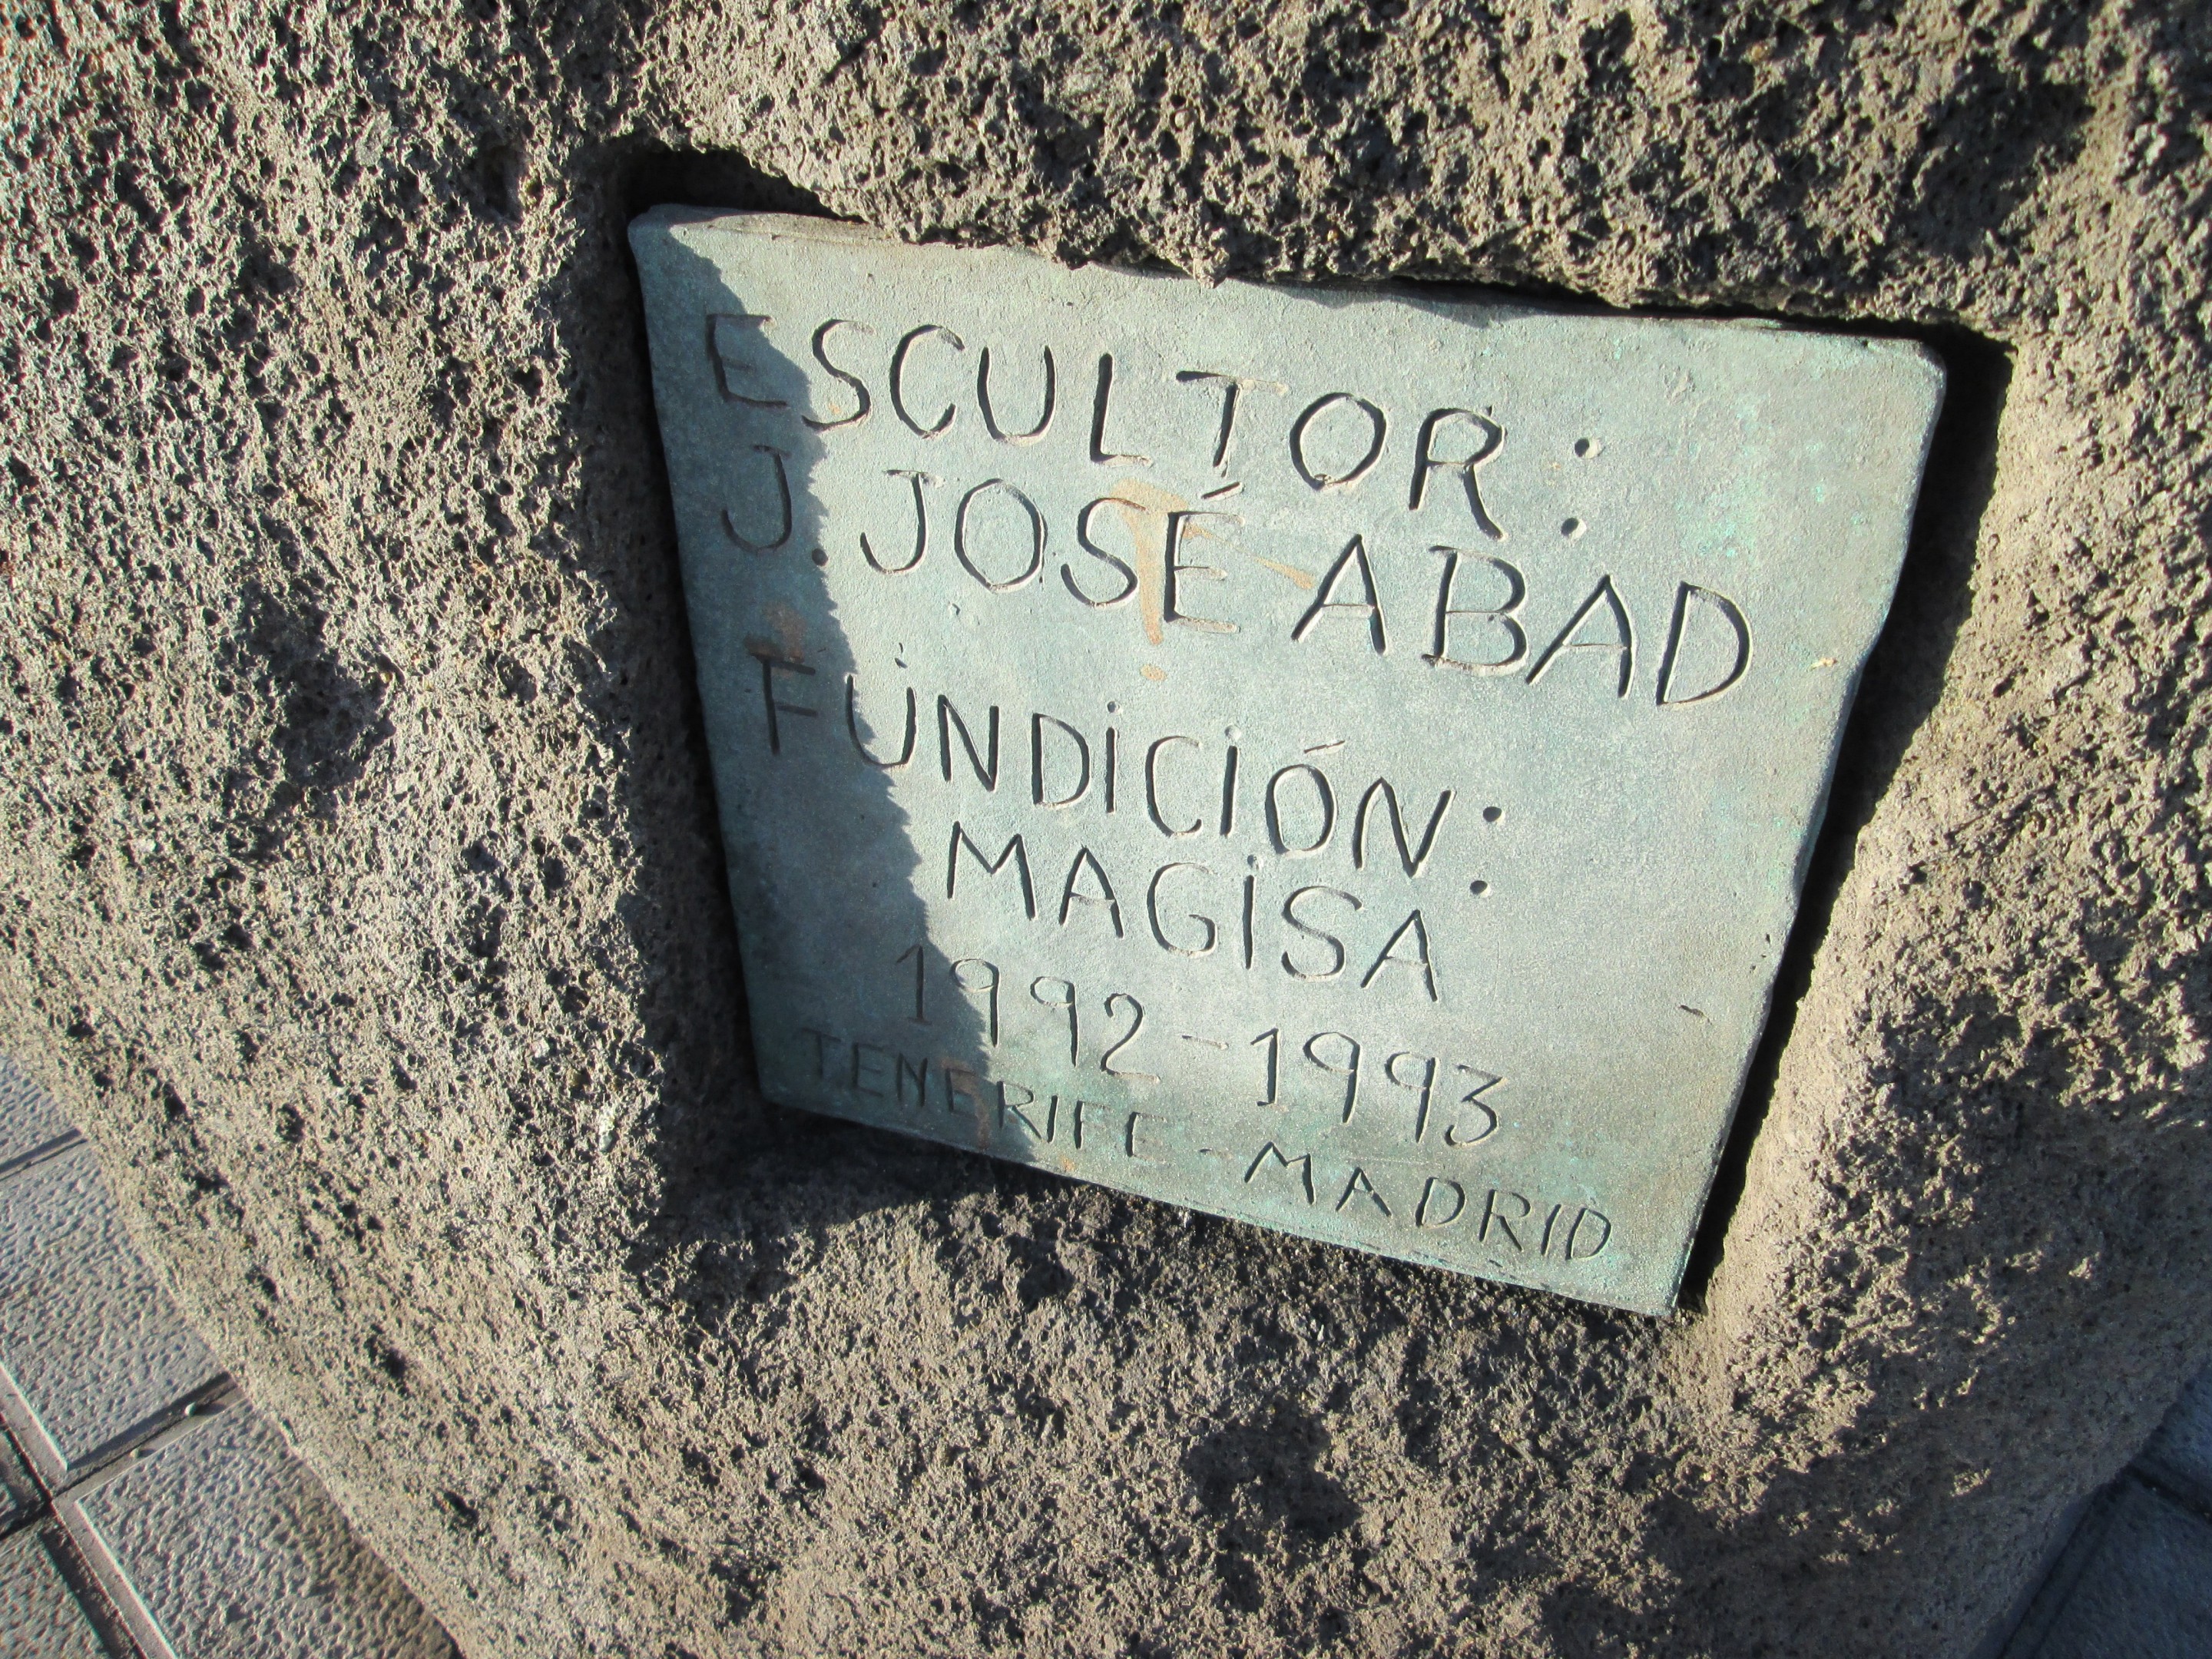 ESCULTOR:
J. JOSÉ ABAD
FUNDICIÓN:
MAGISA
1992-1993
TENERIFE-MADRID